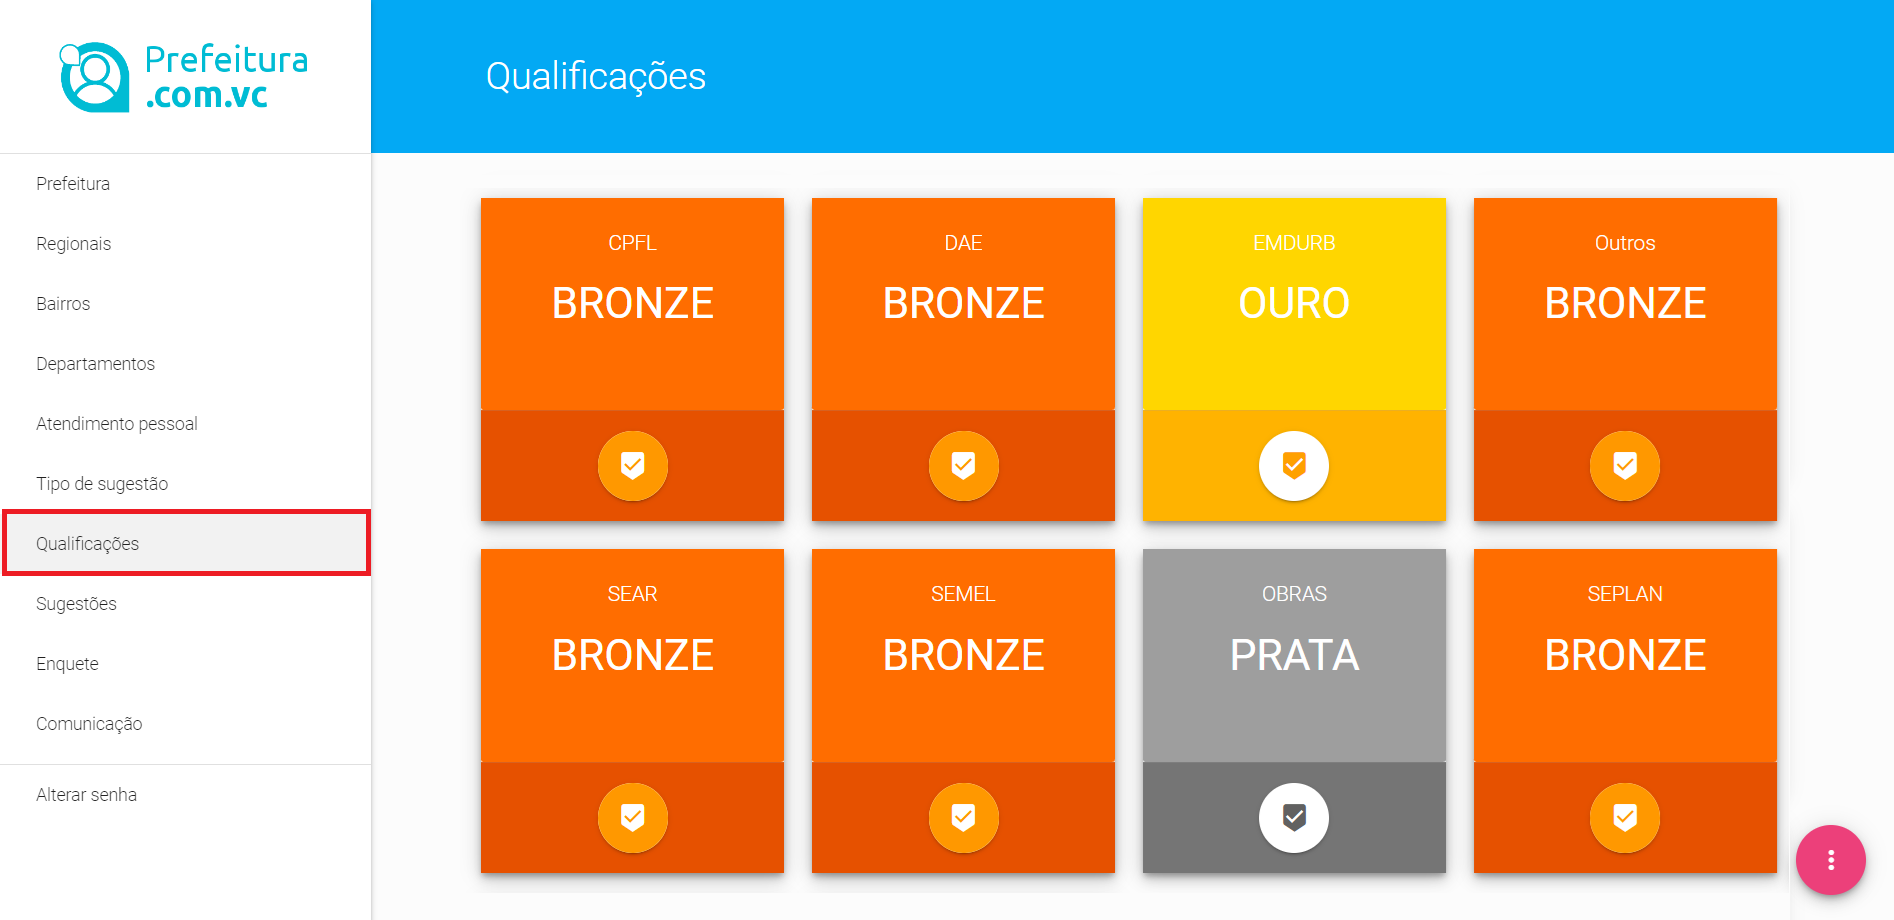 Prefeitura
.com.vc
Qualificações
Prefeitura
Regionais
Bairros
Departamentos
Atendimento pessoal
Tipo de sugestão
Qualificações
Sugestões
Enquete
Comunicação
Alterar senha
CPFL
BRONZE
DAE
BRONZE
EMDURB
OURO
Outros
BRONZE
SEAR
BRONZE
SEMEL
BRONZE
OBRAS
PRATA
SEPLAN
BRONZE